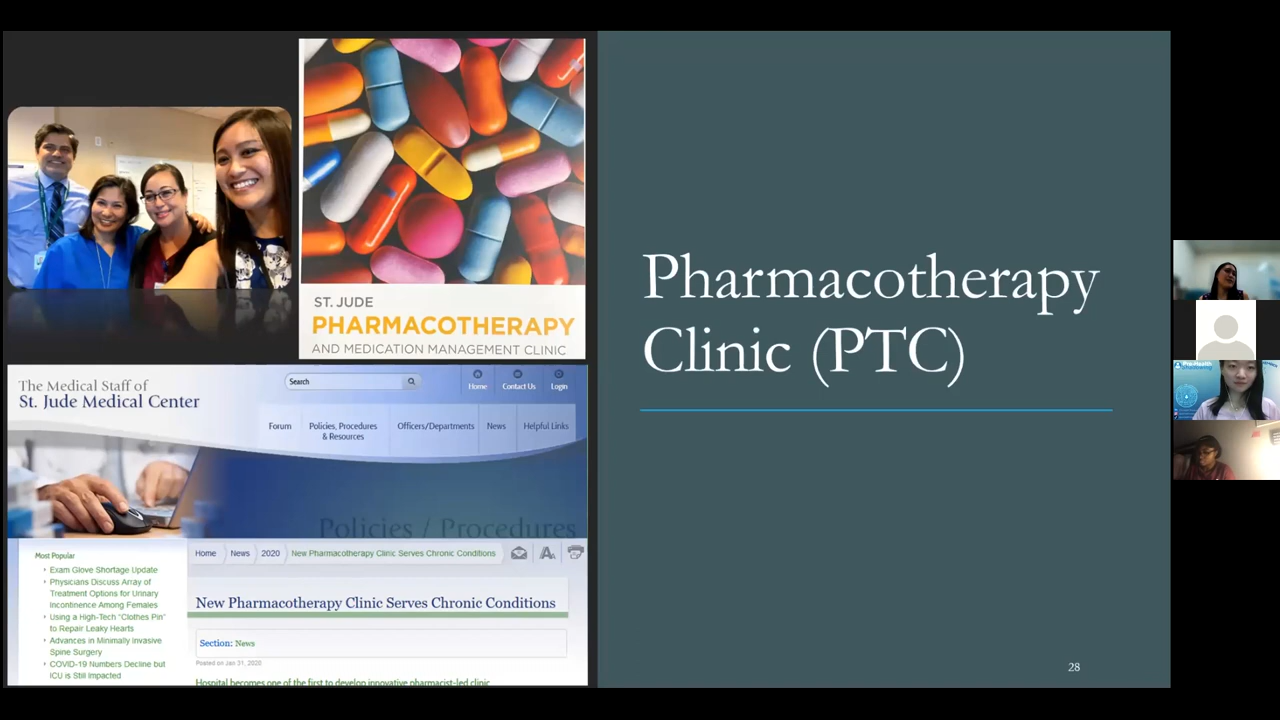 ST. JUDE
PHARMACOTHERAPY
AND MEDICATION MANAGEMENT CLINIC
The Medical Staff of
St. Jude Medical Center
Search
Home
Contact Us
Login
Forum
Policies, Procedures
& Resources
Officers/Departments
News
Helpful Links
Policies / Procedures
Most Popular
Exam Glove Shortage Update
Physicians Discuss Array of
Treatment Options for Urinary
Incontinence Among Females
Using a High-Tech “Clothes Pin”
to Repair Leaky Hearts
Advances in Minimally Invasive
Spine Surgery
COVID-19 Numbers Decline but
ICU is Still Impacted
Home
News
2020
New Pharmacotherapy Clinic Serves Chronic Conditions
New Pharmacotherapy Clinic Serves Chronic Conditions
Section: News
Posted on Jan 31, 2020
Hospital becomes one of the first to develop innovative pharmacist-led clinic
Pharmacotherapy
Clinic (PTC)
28